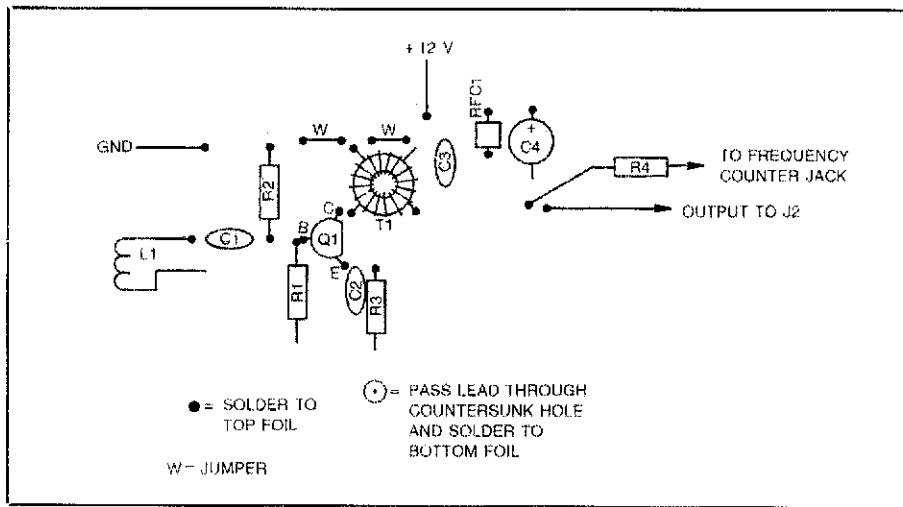 + 12 V
GND
W
W
RFC1
+
C4
C3
R4
TO FREQUENCY
COUNTER JACK
R2
OUTPUT TO J2
C
T1
B
Q1
C1
L1
E
R1
C2
R3
= SOLDER TO
TOP FOIL
= PASS LEAD THROUGH
COUNTERSUNK HOLE
AND SOLDER TO
BOTTOM FOIL
W = JUMPER